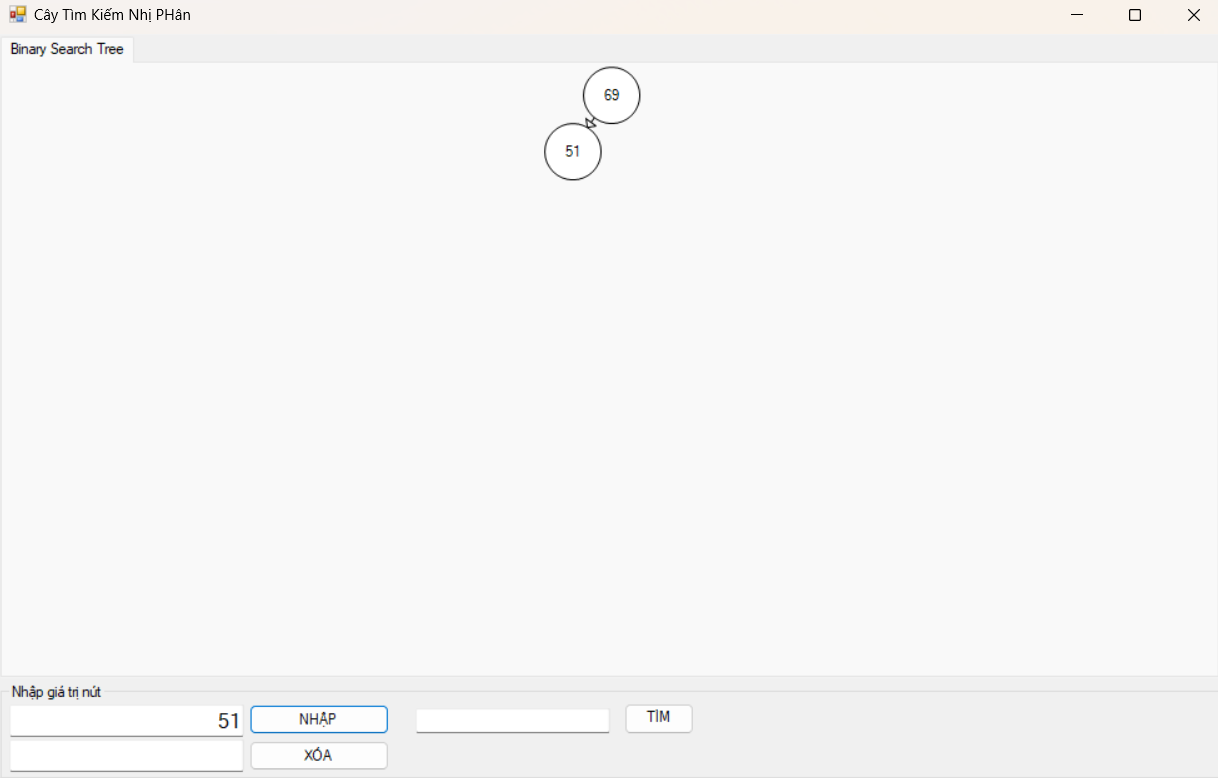 Cây Tìm Kiếm Nhị PHân
Binary Search Tree
69
51
Nhập giá trị nút
51 NHẬP TÌM
XÓA